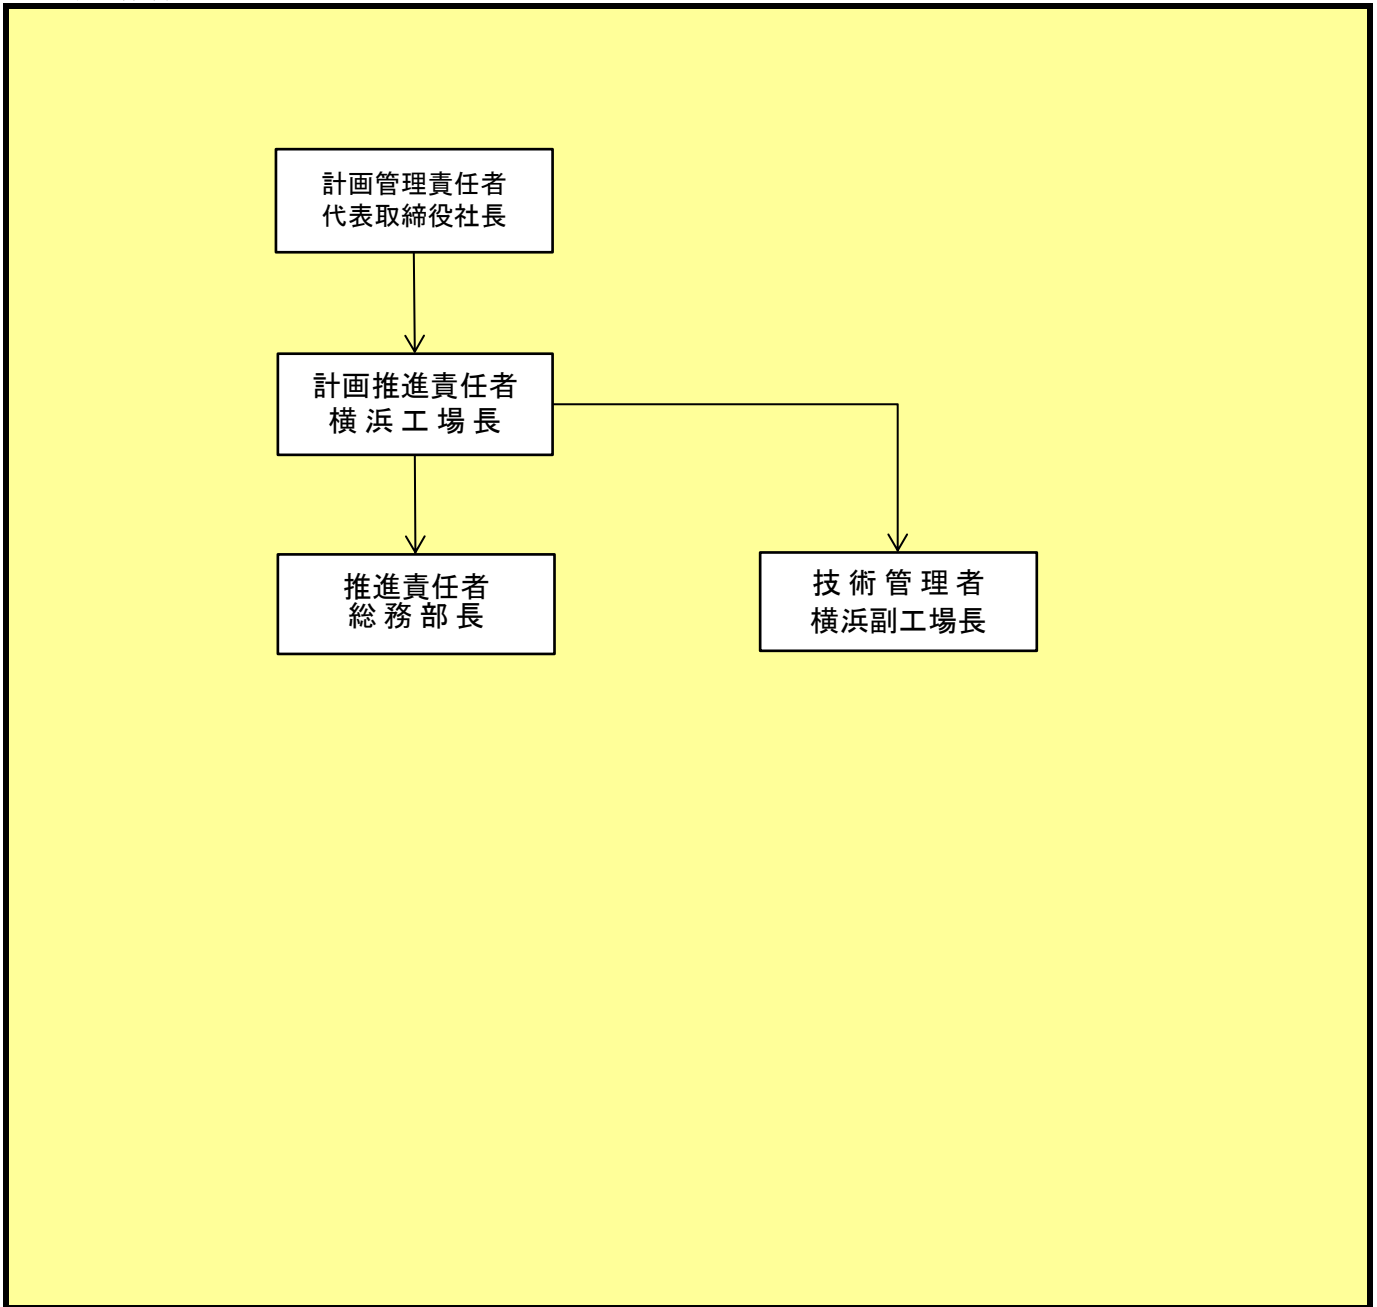 計画管理責任者
代表取締役社長
計画推進責任者
横 浜 工 場 長
推進責任者
総 務 部 長
技 術 管 理 者
横浜副工場長